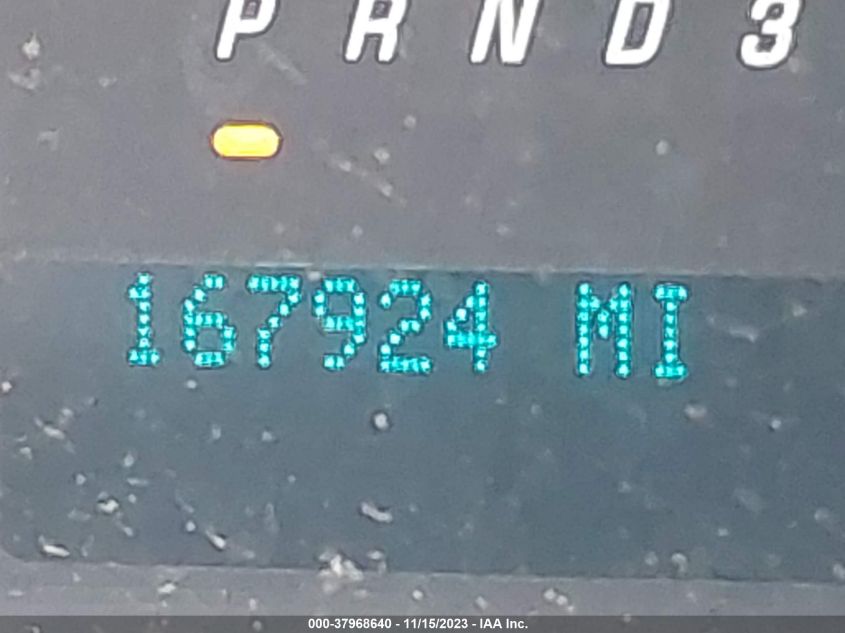 P R N D 3
167924 MI
000-37968640 - 11/15/2023 - IAA Inc.